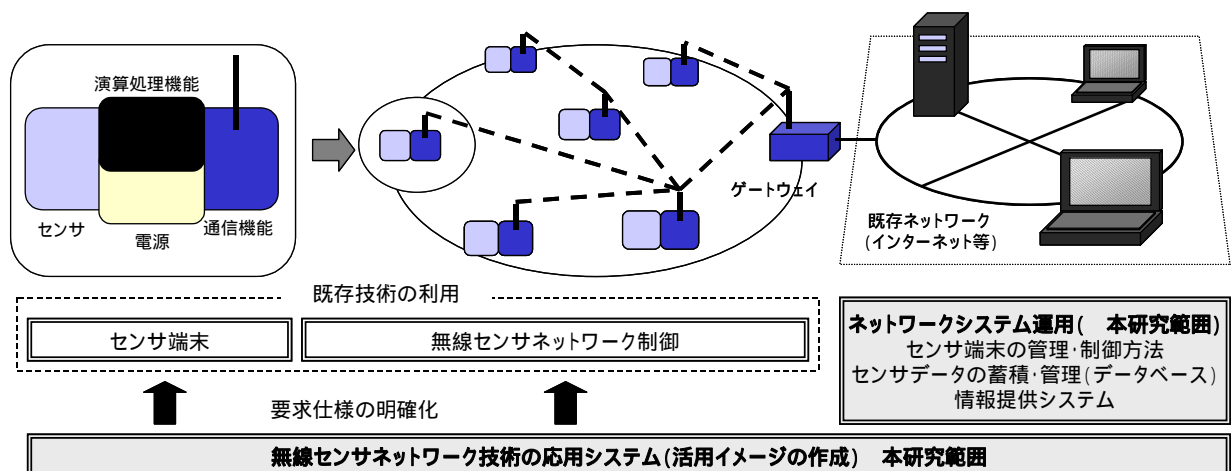 演算処理機能
センサ
電源
通信機能
ゲートウェイ
既存ネットワーク
(インターネット等)
既存技術の利用
センサ端末
無線センサネットワーク制御
ネットワークシステム運用( 本研究範囲)
センサ端末の管理・制御方法
センサデータの蓄積・管理(データベース)
情報提供システム
要求仕様の明確化
無線センサネットワーク技術の応用システム(活用イメージの作成) 本研究範囲